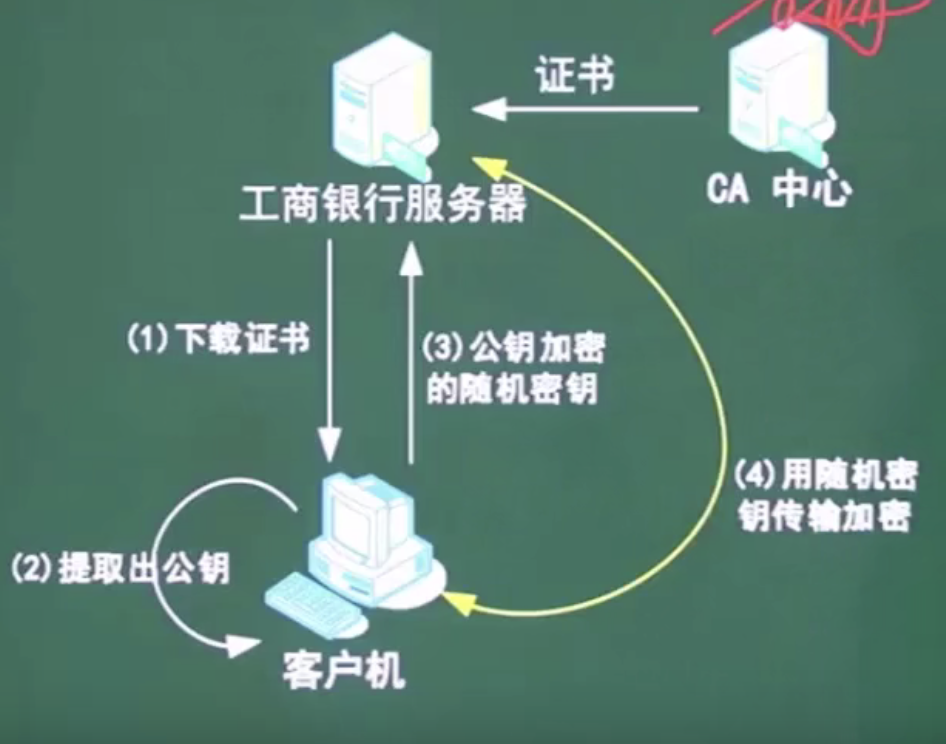 证书
CA 中心
工商银行服务器
(1)下载证书
(3)公钥加密
的随机密钥
(4)用随机密
钥传输加密
(2)提取出公钥
客户机